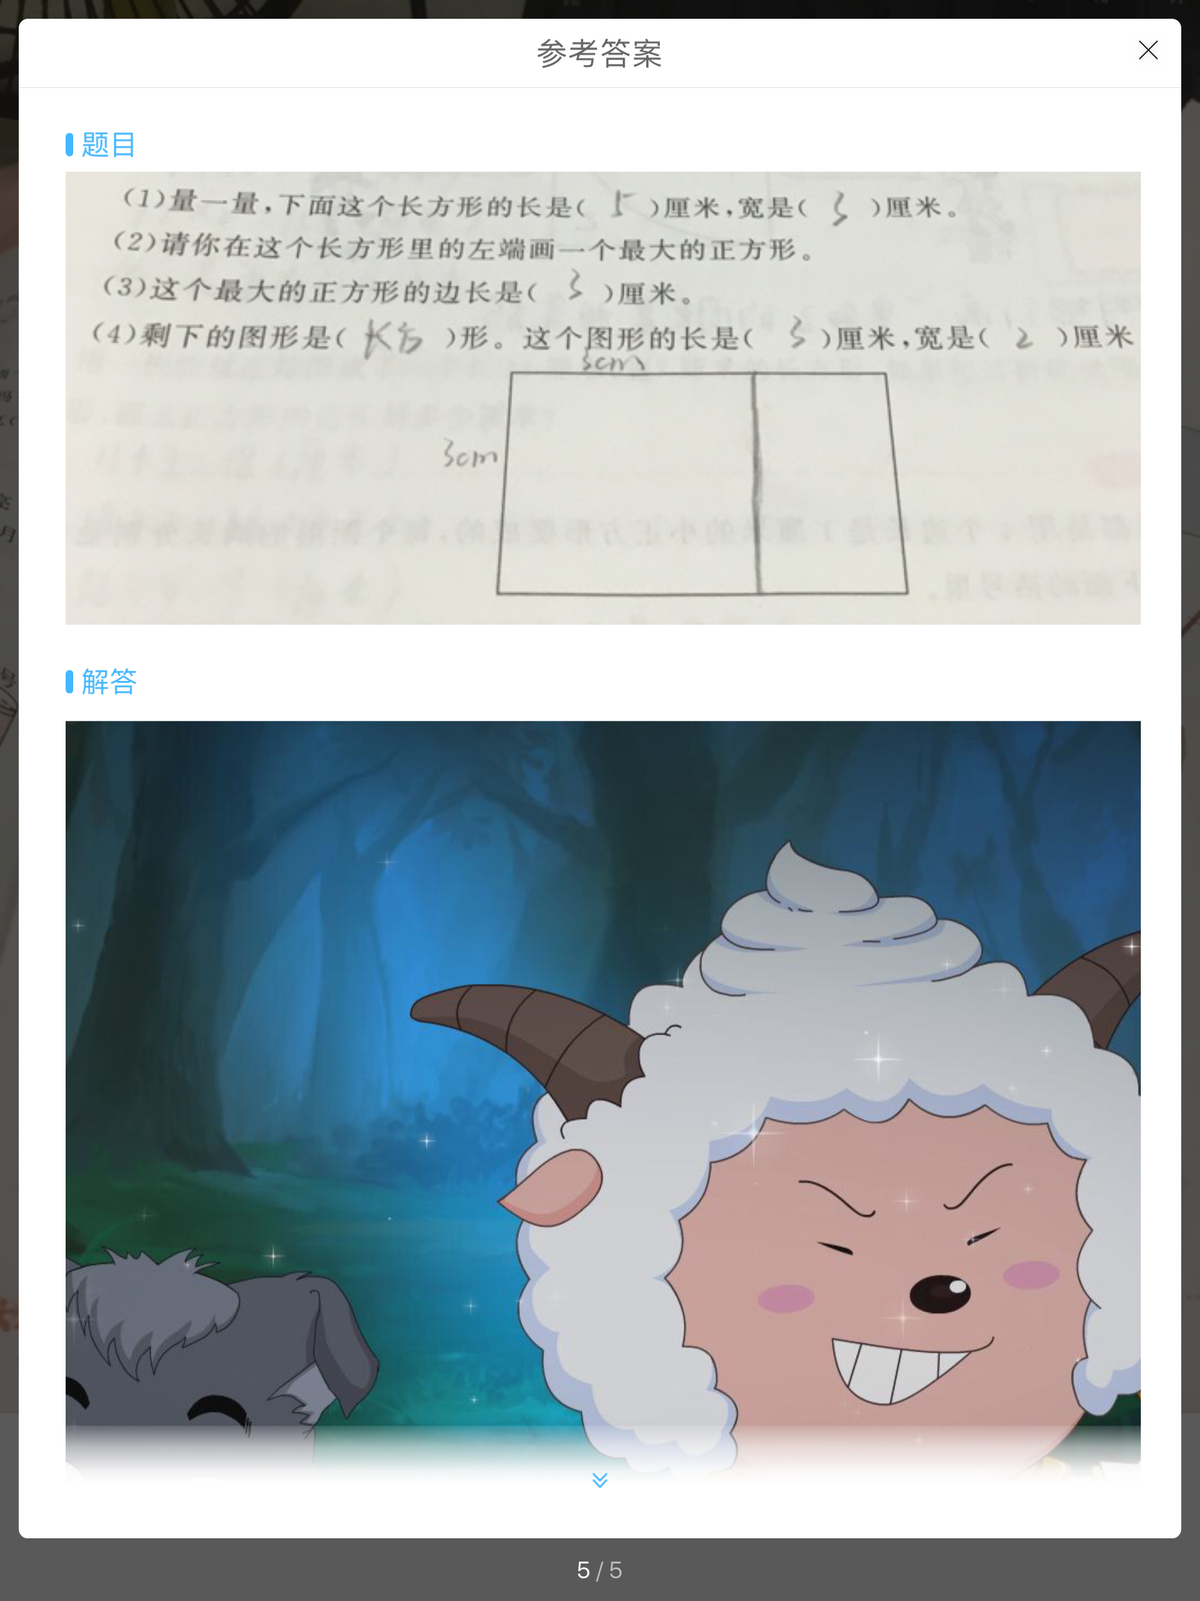 参考答案
题目
(1)量一量,下面这个长方形的长是( 5 )厘米,宽是( 3 )厘米。
(2)请你在这个长方形里的左端画一个最大的正方形。
(3)这个最大的正方形的边长是( 3 )厘米。
(4)剩下的图形是( 长方 )形。这个图形的长是( 3 )厘米,宽是( 2 )厘米
5cm
3cm
解答
5 / 5